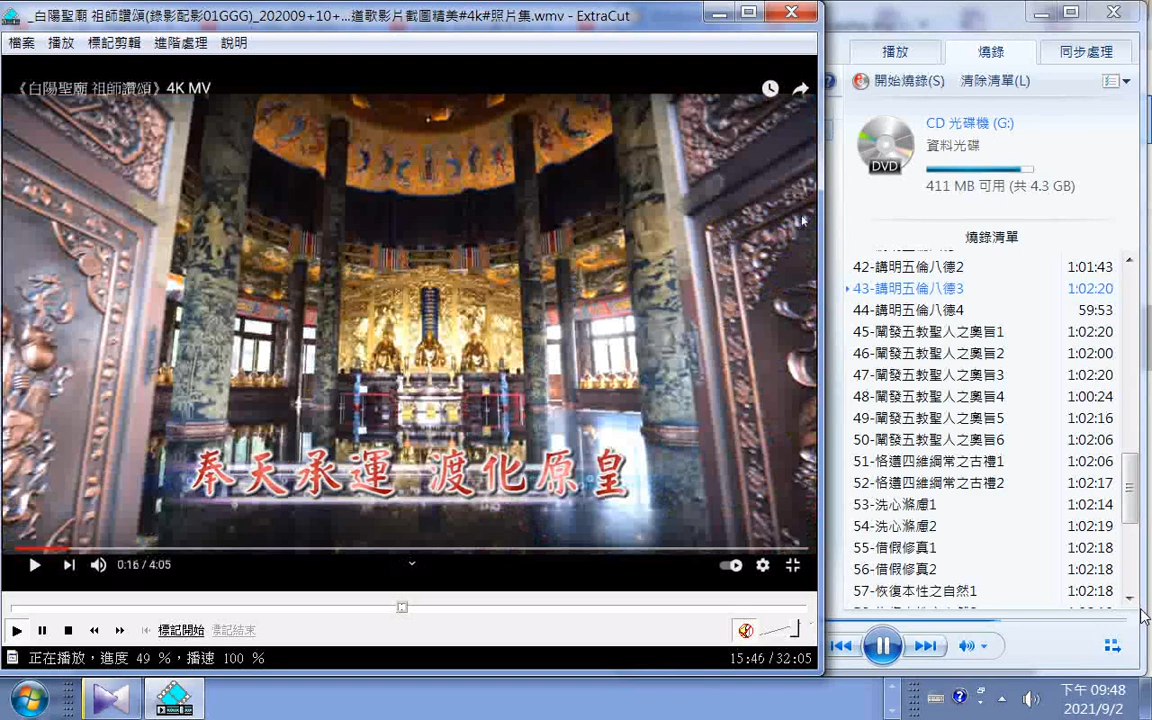 _白陽聖廟 祖師讚頌(錄影配影01GGG)_202009+10+...道歌影片截圖精美#4k#照片集.wmv - ExtraCut
檔案 播放 標記剪輯 進階處理 說明
《白陽聖廟 祖師讚頌》4K MV
奉天承運 渡化原皇
0:16 / 4:05
標記開始 標記結束
正在播放，進度 49 %，播速 100 %
15:46 / 32:05
播放 燒錄 同步處理
開始燒錄(S) 清除清單(L)
CD 光碟機 (G:)
資料光碟
DVD
411 MB 可用 (共 4.3 GB)
燒錄清單
42-講明五倫八德2 1:01:43
43-講明五倫八德3 1:02:20
44-講明五倫八德4 59:53
45-闡發五教聖人之奧旨1 1:02:20
46-闡發五教聖人之奧旨2 1:02:00
47-闡發五教聖人之奧旨3 1:02:20
48-闡發五教聖人之奧旨4 1:00:24
49-闡發五教聖人之奧旨5 1:02:16
50-闡發五教聖人之奧旨6 1:02:06
51-恪遵四維綱常之古禮1 1:02:06
52-恪遵四維綱常之古禮2 1:02:17
53-洗心滌慮1 1:02:14
54-洗心滌慮2 1:02:19
55-借假修真1 1:02:18
56-借假修真2 1:02:18
57-恢復本性之自然1 1:02:18
下午 09:48
2021/9/2